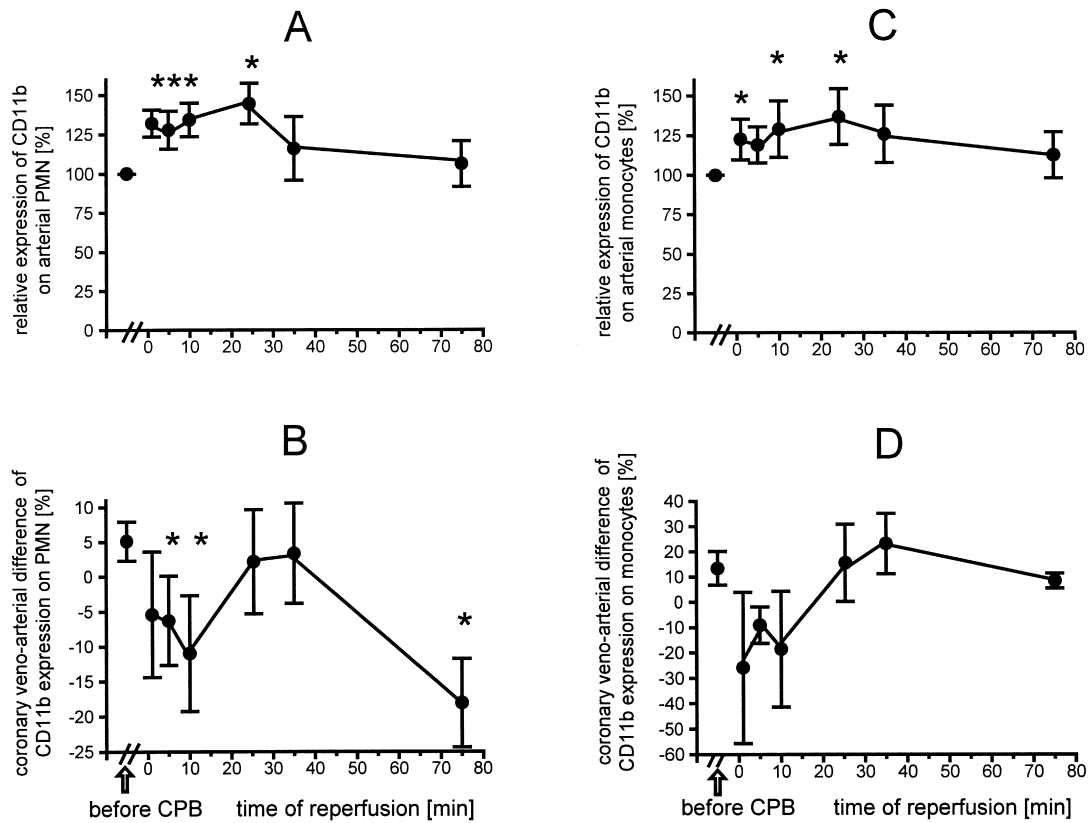 A
* * * *
relative expression of CD11b
on arterial PMN [%]
150
125
100
75
50
25
0
0 10 20 30 40 50 60 70 80
C
* * *
relative expression of CD11b
on arterial monocytes [%]
150
125
100
75
50
25
0
0 10 20 30 40 50 60 70 80
B
* * *
coronary veno-arterial difference of
CD11b expression on PMN [%]
10
5
0
-5
-10
-15
-20
-25
0 10 20 30 40 50 60 70 80
before CPB time of reperfusion [min]
D
coronary veno-arterial difference of
CD11b expression on monocytes [%]
40
30
20
10
0
-10
-20
-30
-40
-50
-60
0 10 20 30 40 50 60 70 80
before CPB time of reperfusion [min]